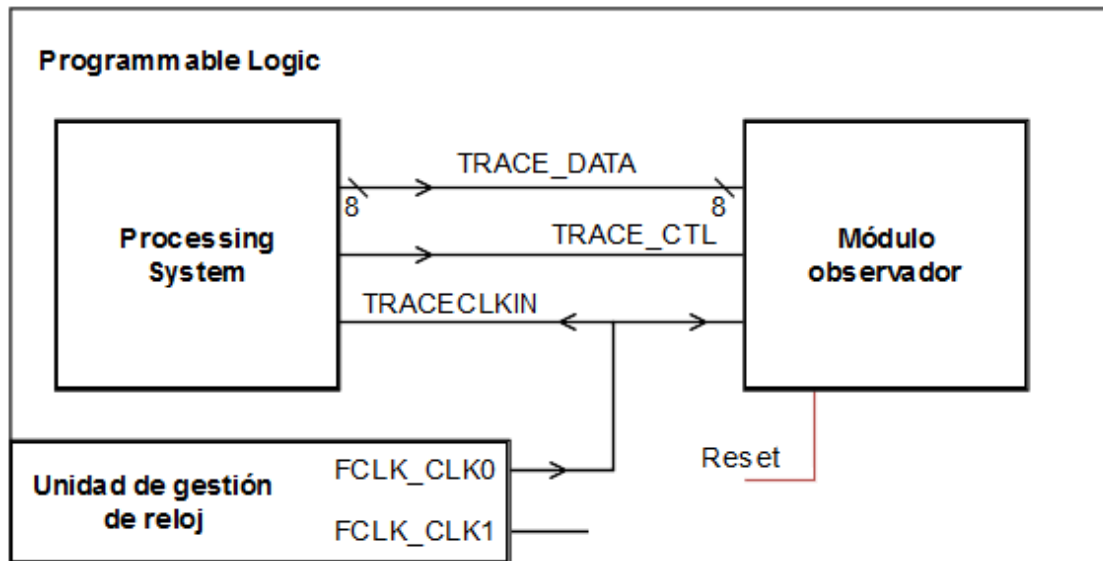 Programmable Logic
TRACE_DATA
8
8
Processing
System
TRACE_CTL
Módulo
observador
TRACECLKIN
Reset
Unidad de gestión
de reloj
FCLK_CLK0
FCLK_CLK1